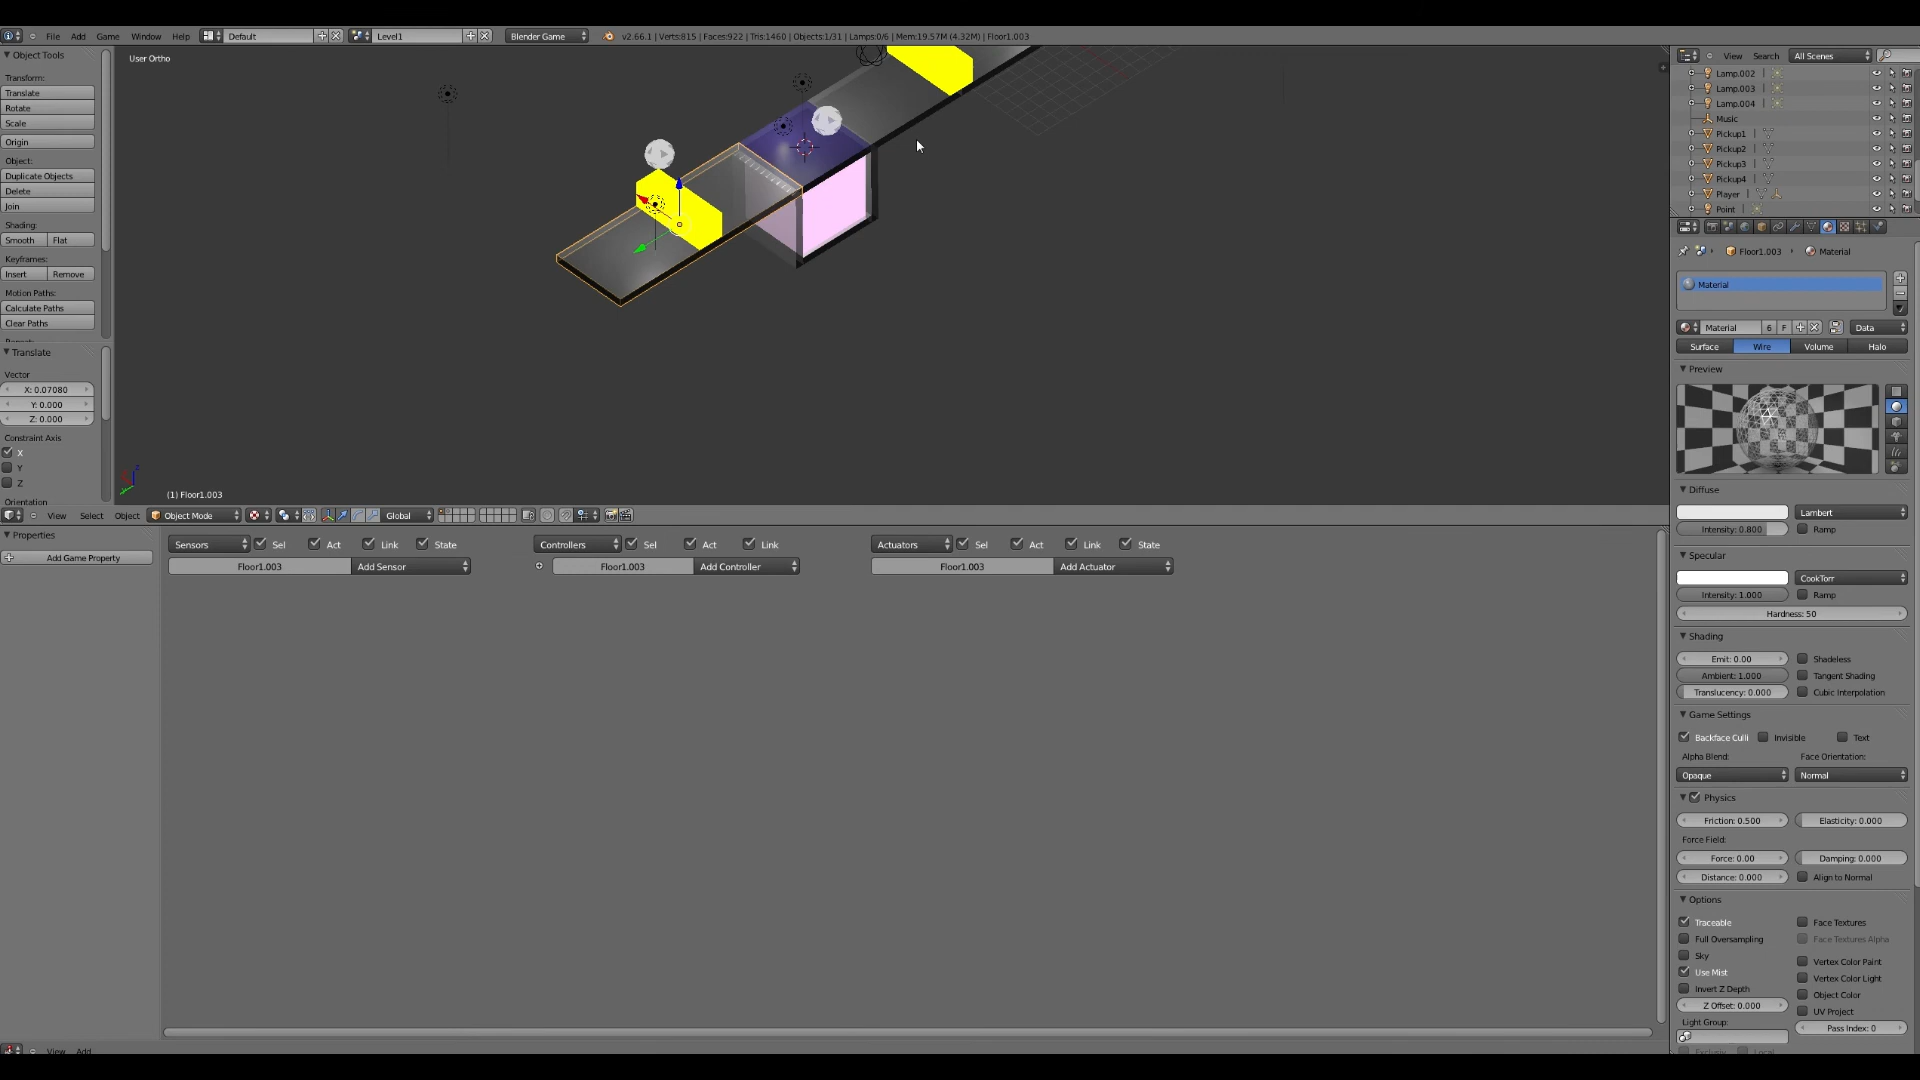 File Add Game Window Help Default Level1 Blender Game v2.66.1 | Verts:815 | Faces:922 | Tris:1460 | Objects:1/31 | Lamps:0/6 | Mem:19.57M (4.32M) | Floor1.003
Object Tools
Transform:
Translate
Rotate
Scale
Origin
Object:
Duplicate Objects
Delete
Join
Shading:
Smooth Flat
Keyframes:
Insert Remove
Motion Paths:
Calculate Paths
Clear Paths
Translate
Vector
X: 0.07080
Y: 0.000
Z: 0.000
Constraint Axis
X
Y
Z
Orientation
User Ortho
(1) Floor1.003
View Select Object Object Mode Global
Properties
Add Game Property
Sensors Sel Act Link State Controllers Sel Act Link Actuators Sel Act Link State
Floor1.003 Add Sensor Floor1.003 Add Controller Floor1.003 Add Actuator
View Add
View Search All Scenes
Lamp.002
Lamp.003
Lamp.004
Music
Pickup1
Pickup2
Pickup3
Pickup4
Player
Point
Floor1.003 Material
Material
Material 6 F Data
Surface Wire Volume Halo
Preview
Diffuse
Lambert
Intensity: 0.800 Ramp
Specular
CookTorr
Intensity: 1.000 Ramp
Hardness: 50
Shading
Emit: 0.00 Shadeless
Ambient: 1.000 Tangent Shading
Translucency: 0.000 Cubic Interpolation
Game Settings
Backface Culli Invisible Text
Alpha Blend: Face Orientation:
Opaque Normal
Physics
Friction: 0.500 Elasticity: 0.000
Force Field:
Force: 0.00 Damping: 0.000
Distance: 0.000 Align to Normal
Options
Traceable Face Textures
Full Oversampling Face Textures Alpha
Sky Vertex Color Paint
Use Mist Vertex Color Light
Invert Z Depth Object Color
Z Offset: 0.000 UV Project
Light Group: Pass Index: 0